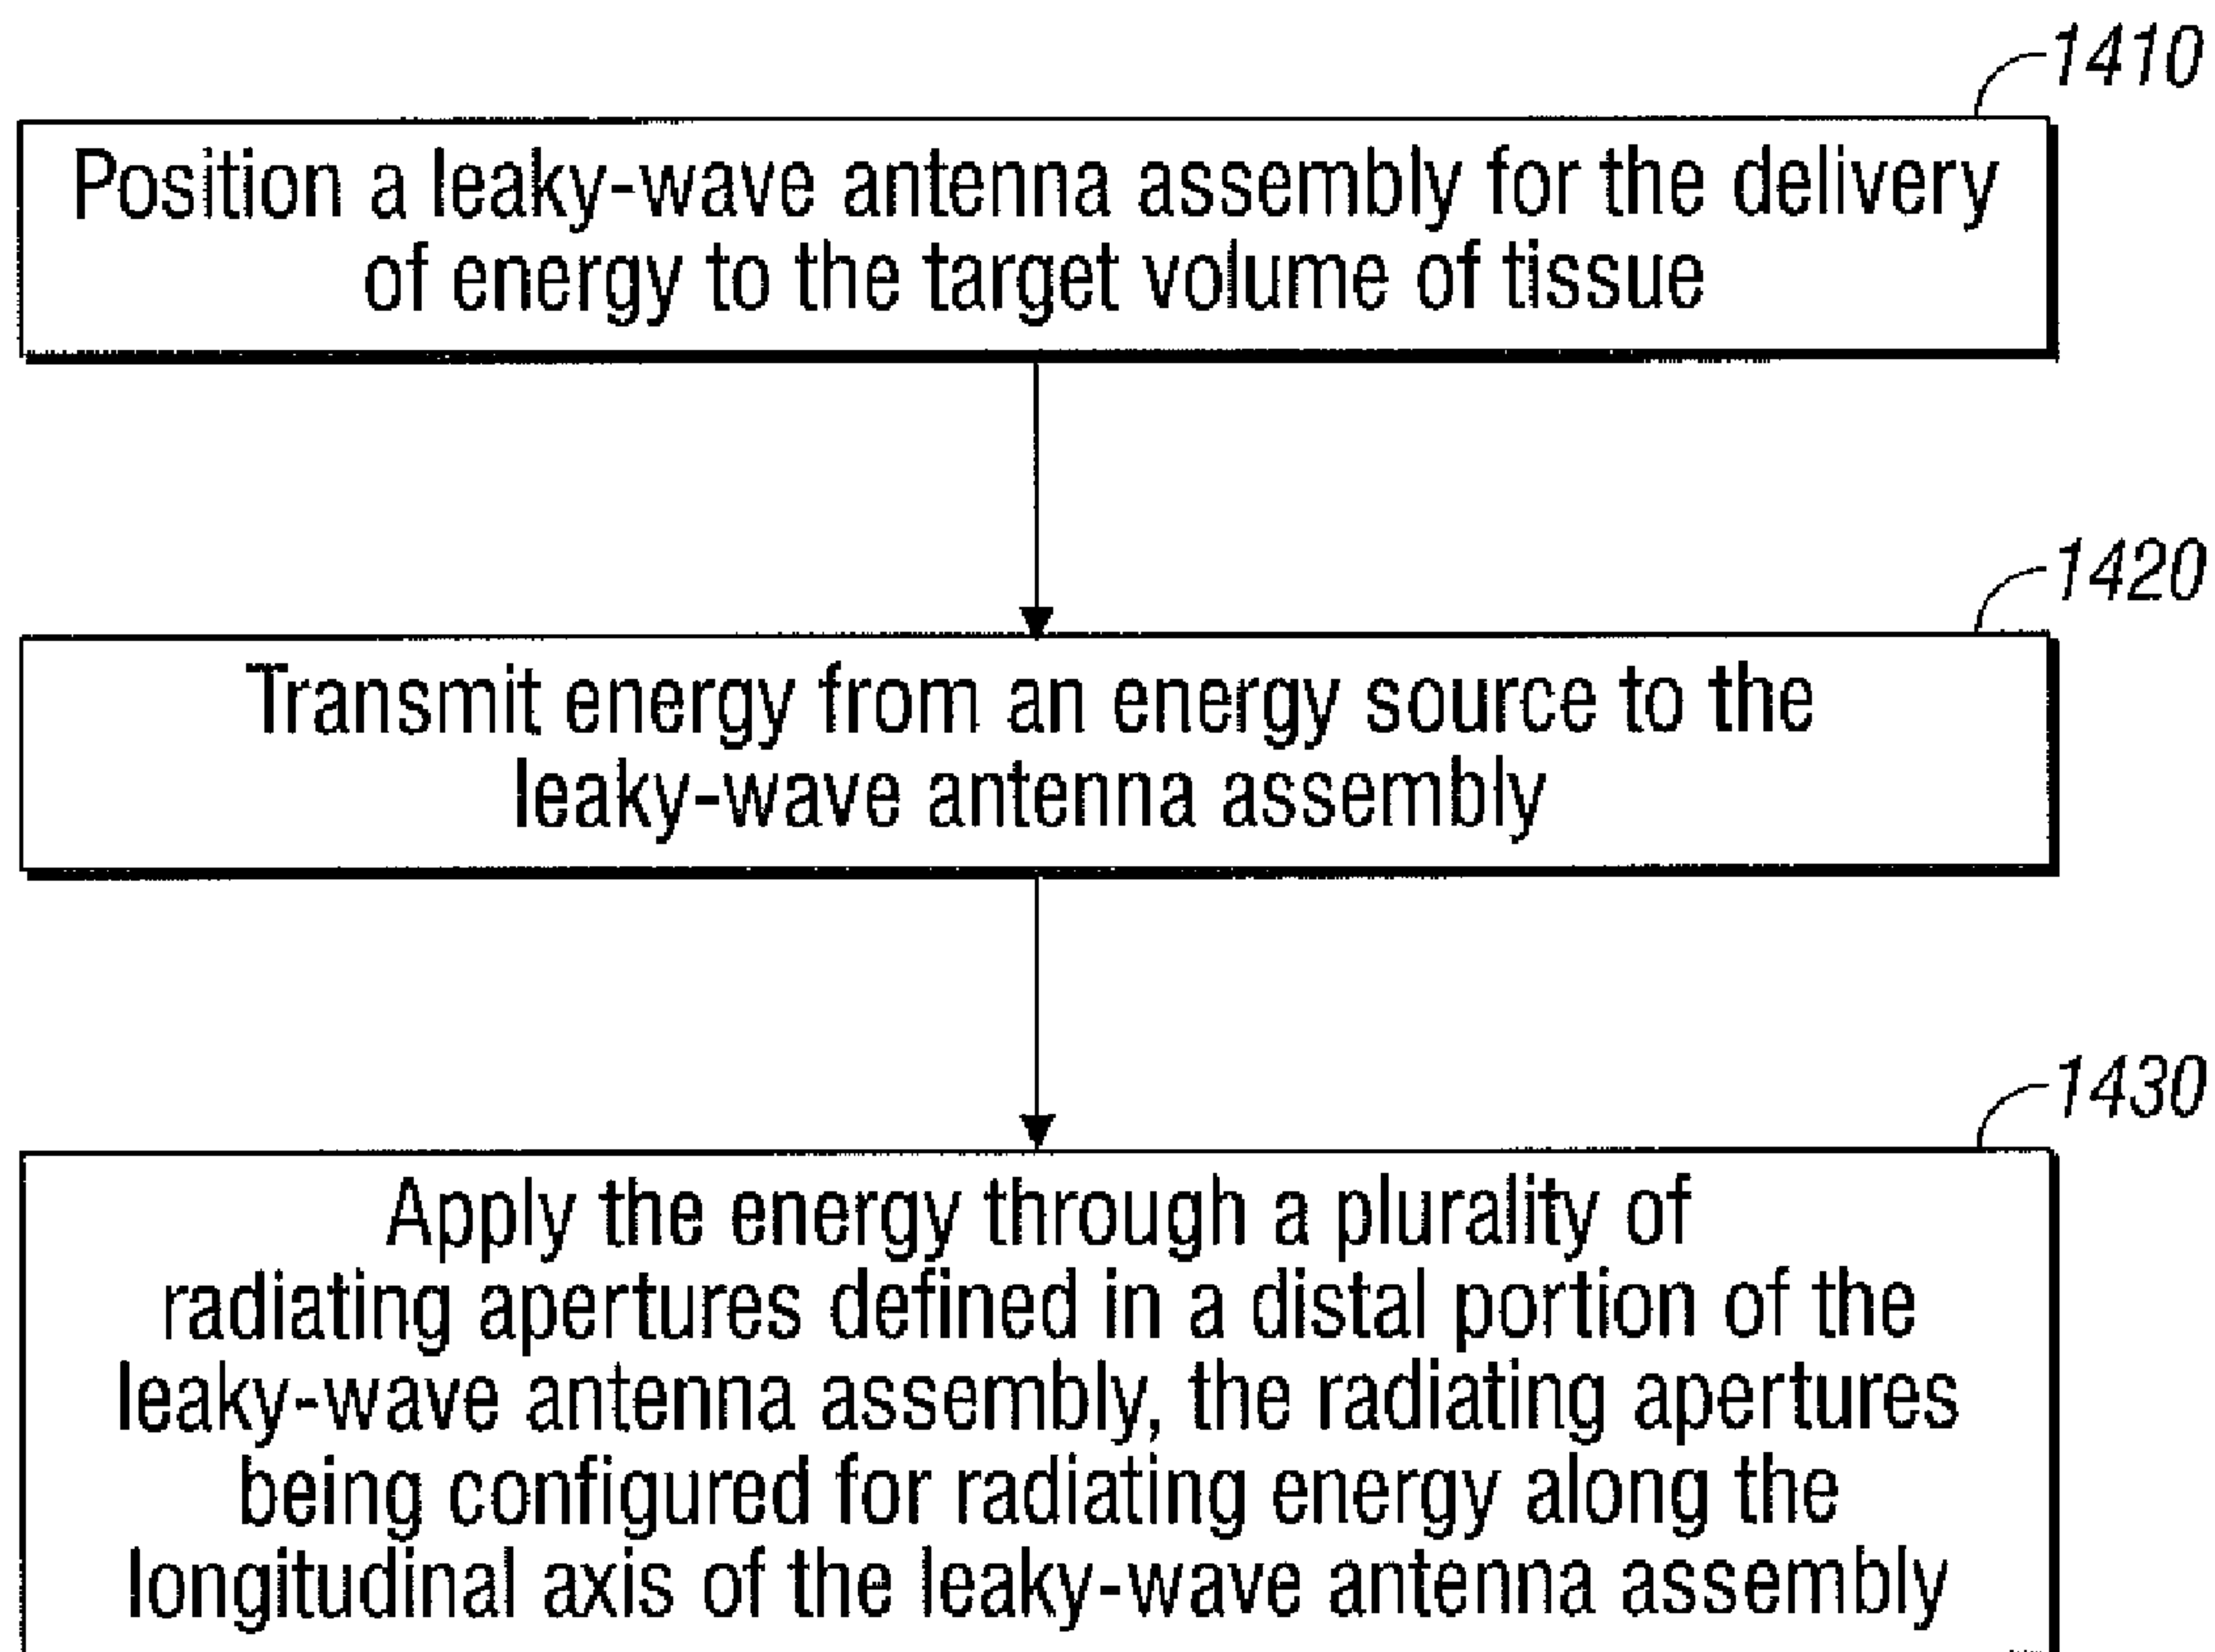 1410
Position a leaky-wave antenna assembly for the delivery
of energy to the target volume of tissue
1420
Transmit energy from an energy source to the
leaky-wave antenna assembly
1430
Apply the energy through a plurality of
radiating apertures defined in a distal portion of the
leaky-wave antenna assembly, the radiating apertures
being configured for radiating energy along the
longitudinal axis of the leaky-wave antenna assembly